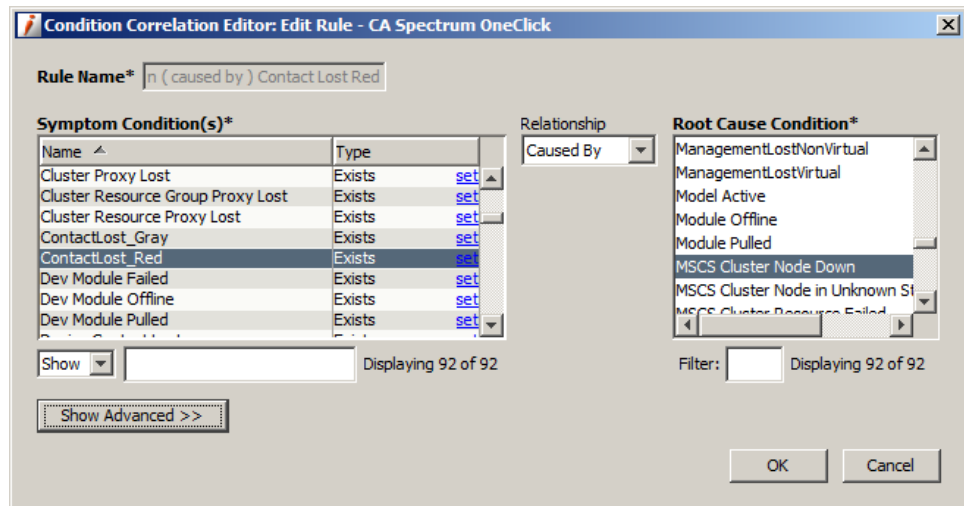 Condition Correlation Editor: Edit Rule - CA Spectrum OneClick
Rule Name* n ( caused by ) Contact Lost Red
Symptom Condition(s)*
Name Type
Cluster Proxy Lost Exists set
Cluster Resource Group Proxy Lost Exists set
Cluster Resource Proxy Lost Exists set
ContactLost_Gray Exists set
ContactLost_Red Exists set
Dev Module Failed Exists set
Dev Module Offline Exists set
Dev Module Pulled Exists set
Show Displaying 92 of 92
Show Advanced >>
Relationship
Caused By
Root Cause Condition*
ManagementLostNonVirtual
ManagementLostVirtual
Model Active
Module Offline
Module Pulled
MSCS Cluster Node Down
MSCS Cluster Node in Unknown St
MSCS Cluster Resource Failed
Filter: Displaying 92 of 92
OK Cancel